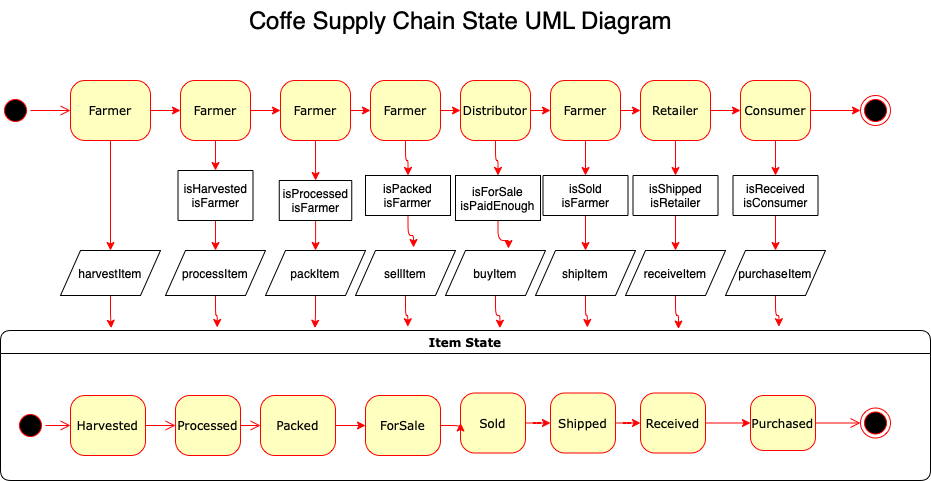 Coffe Supply Chain State UML Diagram
Farmer
Farmer
Farmer
Farmer
Distributor
Farmer
Retailer
Consumer
isHarvested
isFarmer
isProcessed
isFarmer
isPacked
isFarmer
isForSale
isPaidEnough
isSold
isFarmer
isShipped
isRetailer
isReceived
isConsumer
harvestItem
processItem
packItem
sellItem
buyItem
shipItem
receiveItem
purchaseItem
Item State
Harvested
Processed
Packed
ForSale
Sold
Shipped
Received
Purchased